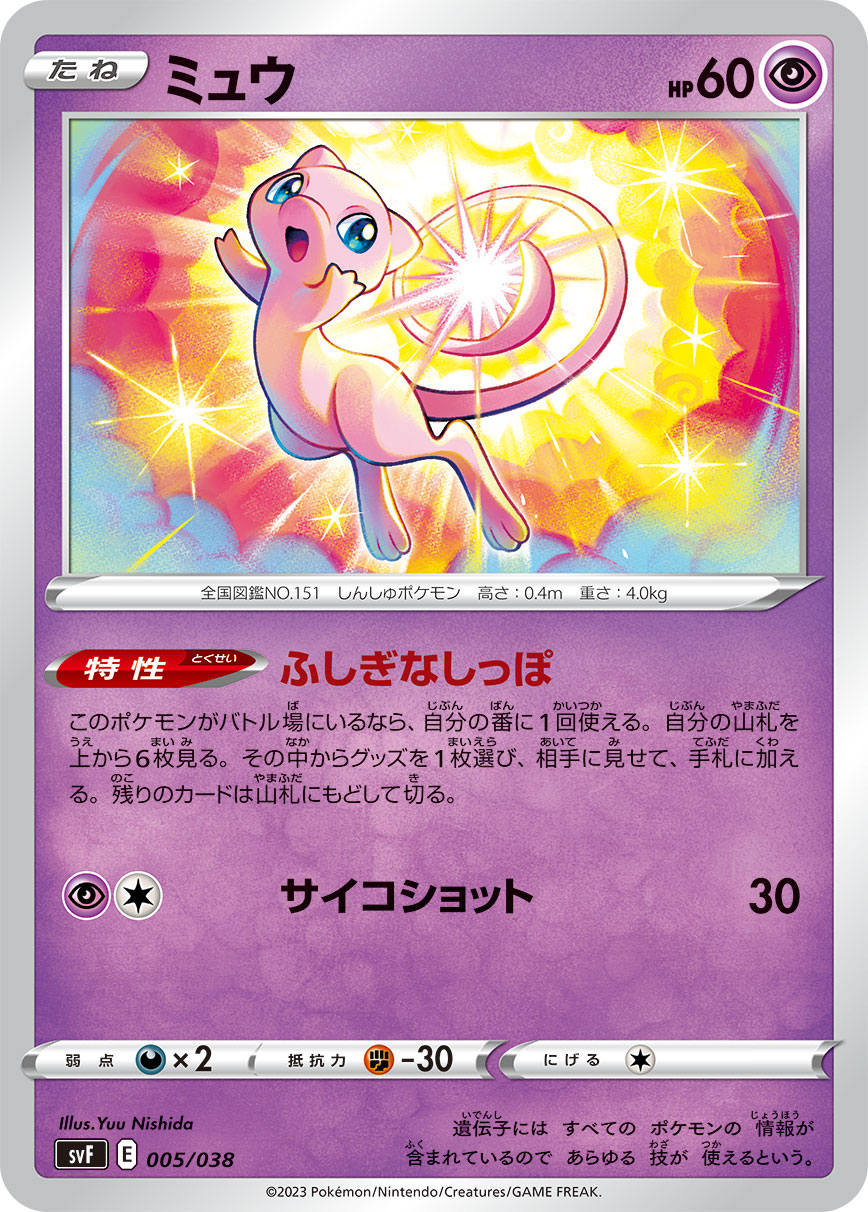 たね ミュウ HP60
全国図鑑NO.151 しんしゅポケモン 高さ:0.4m 重さ:4.0kg
特性 とくせい ふしぎなしっぽ
このポケモンがバトル場にいるなら、自分の番に1回使える。自分の山札を
上から6枚見る。その中からグッズを1枚選び、相手に見せて、手札に加え
る。残りのカードは山札にもどして切る。
サイコショット 30
弱点 ×2 抵抗力 -30 にげる
Illus.Yuu Nishida
遺伝子には すべての ポケモンの 情報が
含まれているので あらゆる 技が 使えるという。
svF E 005/038
©2023 Pokémon/Nintendo/Creatures/GAME FREAK.